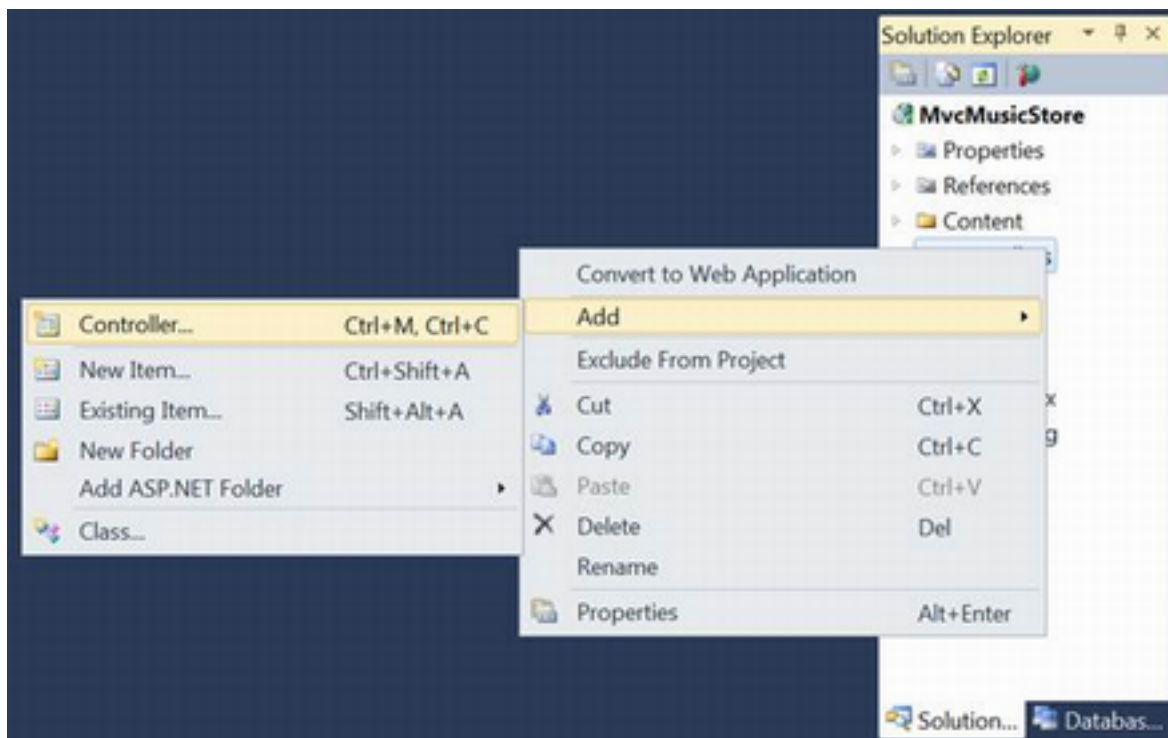 Solution Explorer
MvcMusicStore
Properties
References
Content
Convert to Web Application
Add
Exclude From Project
Cut Ctrl+X
Copy Ctrl+C
Paste Ctrl+V
Delete Del
Rename
Properties Alt+Enter
Controller... Ctrl+M, Ctrl+C
New Item... Ctrl+Shift+A
Existing Item... Shift+Alt+A
New Folder
Add ASP.NET Folder
Class...
Solution... Databas...